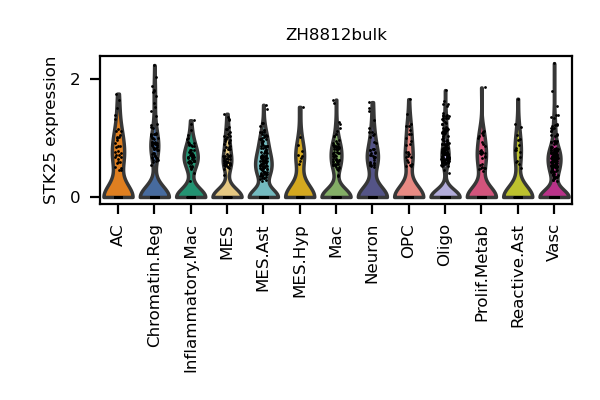 ZH8812bulk
STK25 expression
2
0
AC
Chromatin.Reg
Inflammatory.Mac
MES
MES.Ast
MES.Hyp
Mac
Neuron
OPC
Oligo
Prolif.Metab
Reactive.Ast
Vasc